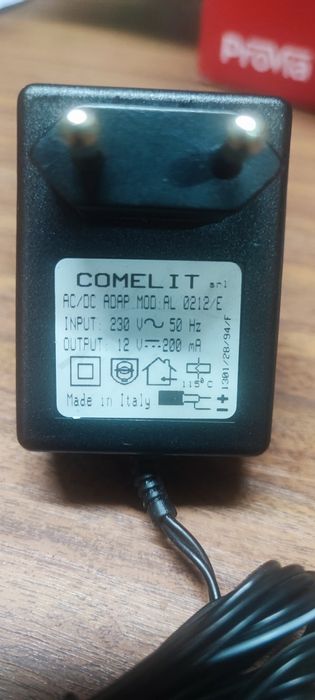 ProVia
COMELIT srl
AC/DC ADAP.MOD.AL 0212/E
INPUT: 230 V∼ 50 Hz
OUTPUT: 12 V⎓200 mA
115°C
Made in Italy
+
-
1301/28/94/F